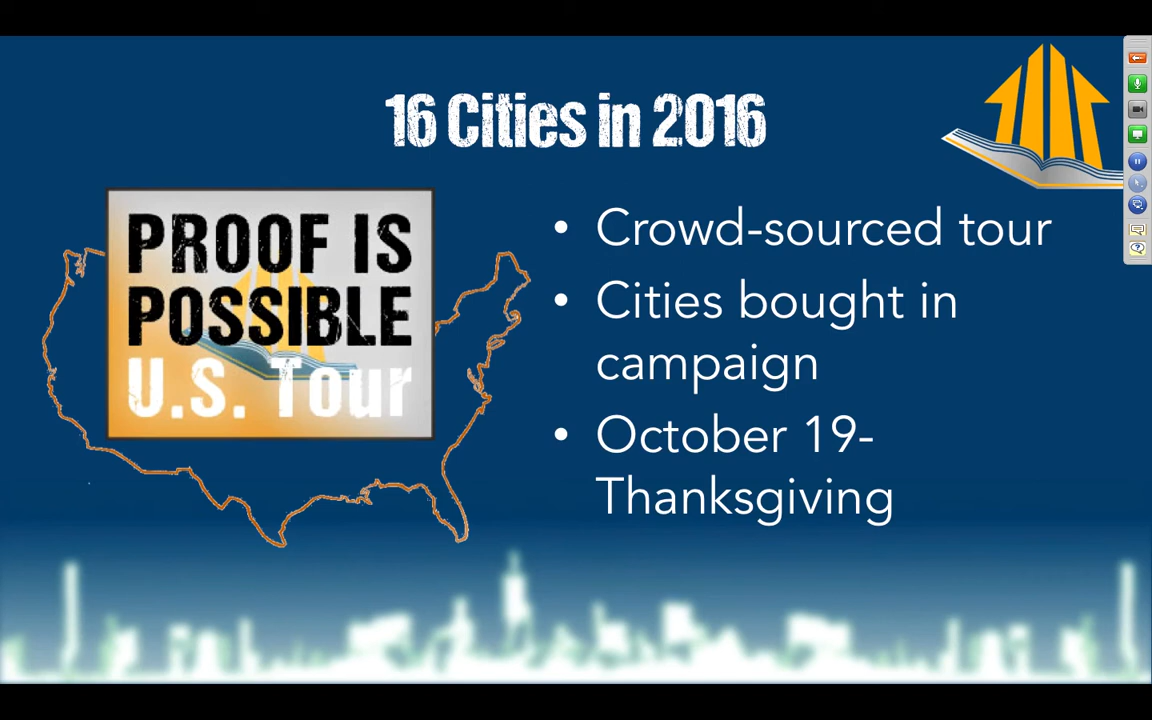 16 Cities in 2016
PROOF IS
POSSIBLE
U.S. Tour
• Crowd-sourced tour
• Cities bought in
campaign
• October 19-
Thanksgiving